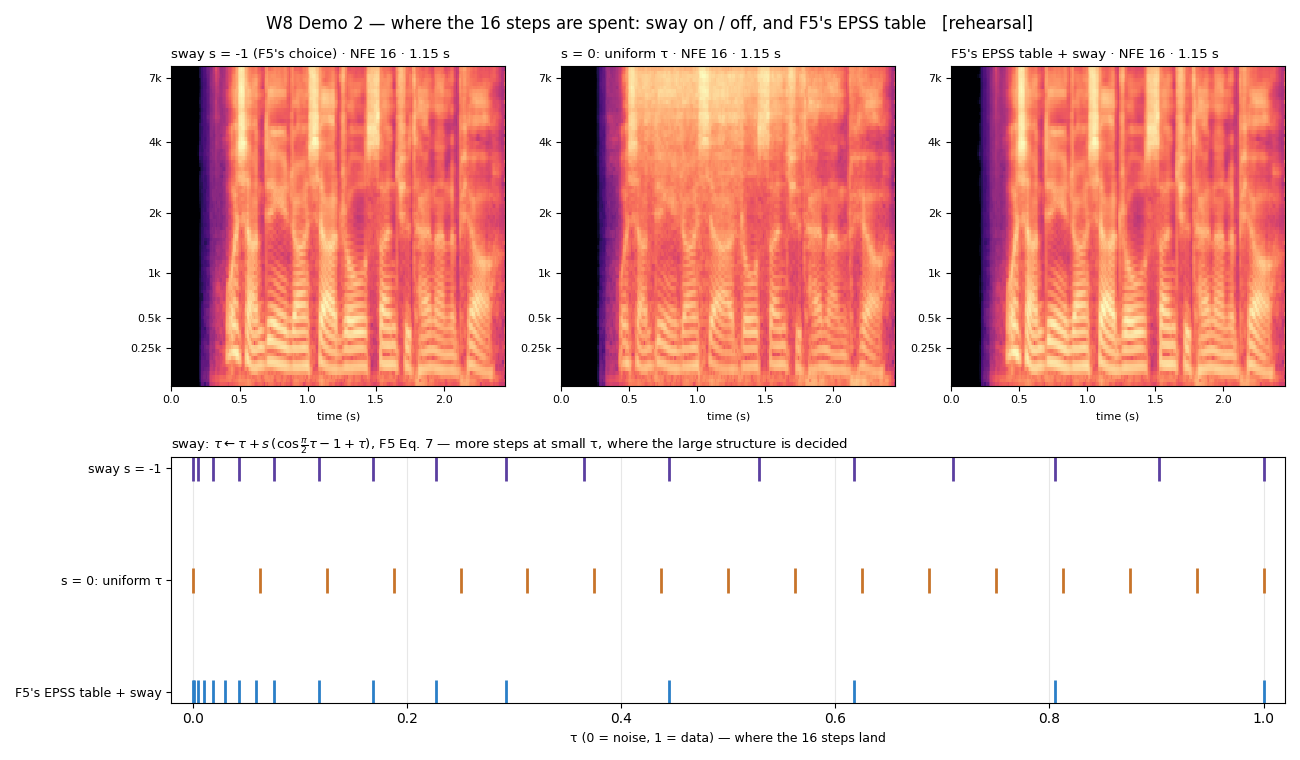 W8 Demo 2 — where the 16 steps are spent: sway on / off, and F5's EPSS table [rehearsal]
sway s = -1 (F5's choice) · NFE 16 · 1.15 s
s = 0: uniform τ · NFE 16 · 1.15 s
F5's EPSS table + sway · NFE 16 · 1.15 s
7k
4k
2k
1k
0.5k
0.25k
0.0 0.5 1.0 1.5 2.0
time (s)
7k
4k
2k
1k
0.5k
0.25k
0.0 0.5 1.0 1.5 2.0
time (s)
7k
4k
2k
1k
0.5k
0.25k
0.0 0.5 1.0 1.5 2.0
time (s)
sway: τ ← τ + s (cos π/2 τ − 1 + τ), F5 Eq. 7 — more steps at small τ, where the large structure is decided
sway s = -1
s = 0: uniform τ
F5's EPSS table + sway
0.0 0.2 0.4 0.6 0.8 1.0
τ (0 = noise, 1 = data) — where the 16 steps land